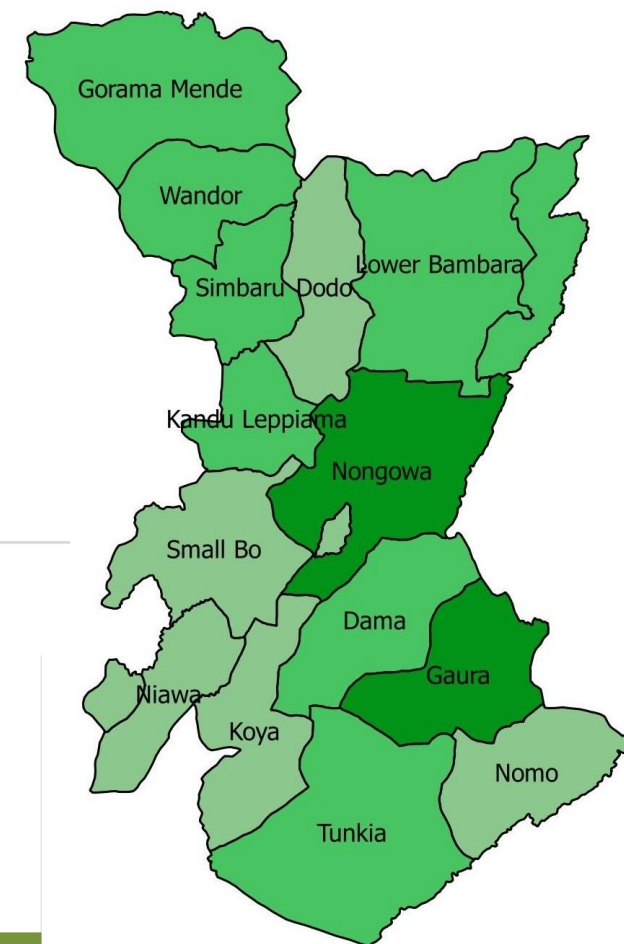 Gorama Mende
Wandor
Lower Bambara
Simbaru
Dodo
Kandu Leppiama
Nongowa
Small Bo
Dama
Gaura
Niawa
Koya
Nomo
Tunkia